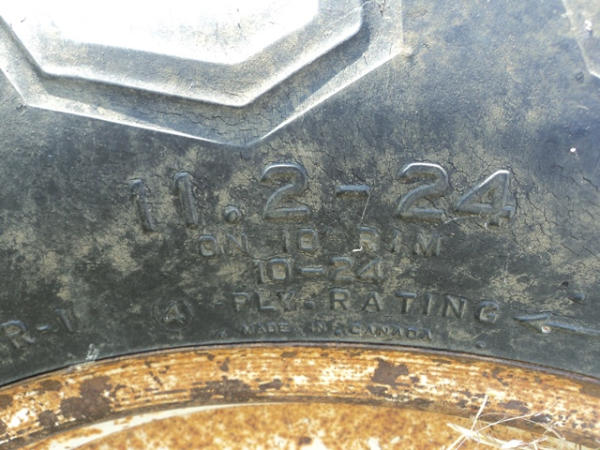 11.2-24
ON 10 RIM
10-24
R-1 4 PLY-RATING
MADE IN CANADA